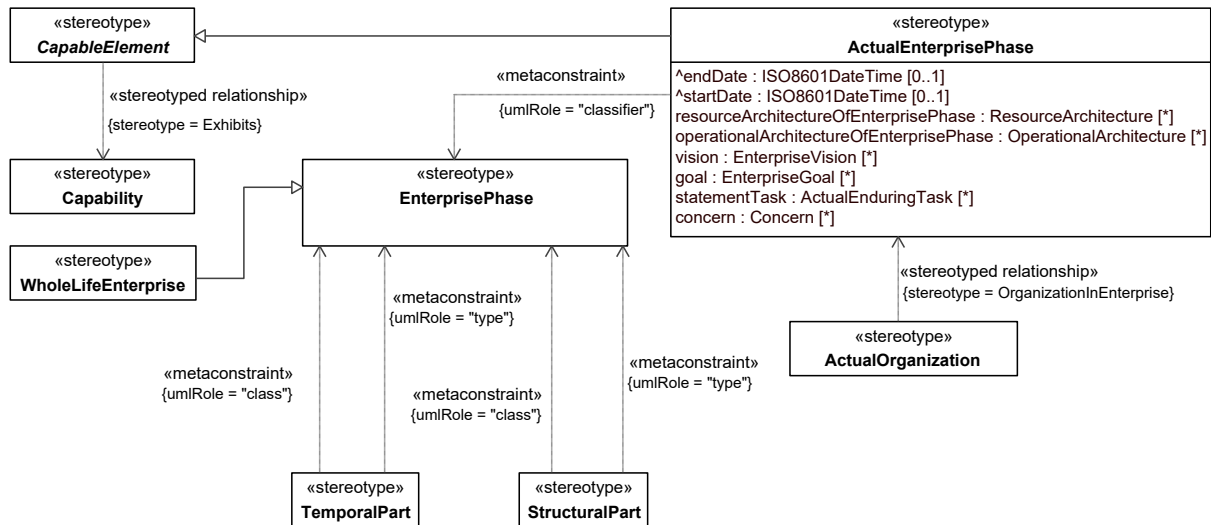 «stereotype»
CapableElement
«stereotype»
ActualEnterprisePhase
^endDate : ISO8601DateTime [0..1]
^startDate : ISO8601DateTime [0..1]
resourceArchitectureOfEnterprisePhase : ResourceArchitecture [*]
operationalArchitectureOfEnterprisePhase : OperationalArchitecture [*]
vision : EnterpriseVision [*]
goal : EnterpriseGoal [*]
statementTask : ActualEnduringTask [*]
concern : Concern [*]
«metaconstraint»
{umlRole = "classifier"}
«stereotyped relationship»
{stereotype = Exhibits}
«stereotype»
Capability
«stereotype»
EnterprisePhase
«stereotype»
WholeLifeEnterprise
«stereotyped relationship»
{stereotype = OrganizationInEnterprise}
«metaconstraint»
{umlRole = "type"}
«stereotype»
ActualOrganization
«metaconstraint»
{umlRole = "class"}
«metaconstraint»
{umlRole = "class"}
«metaconstraint»
{umlRole = "type"}
«stereotype»
TemporalPart
«stereotype»
StructuralPart